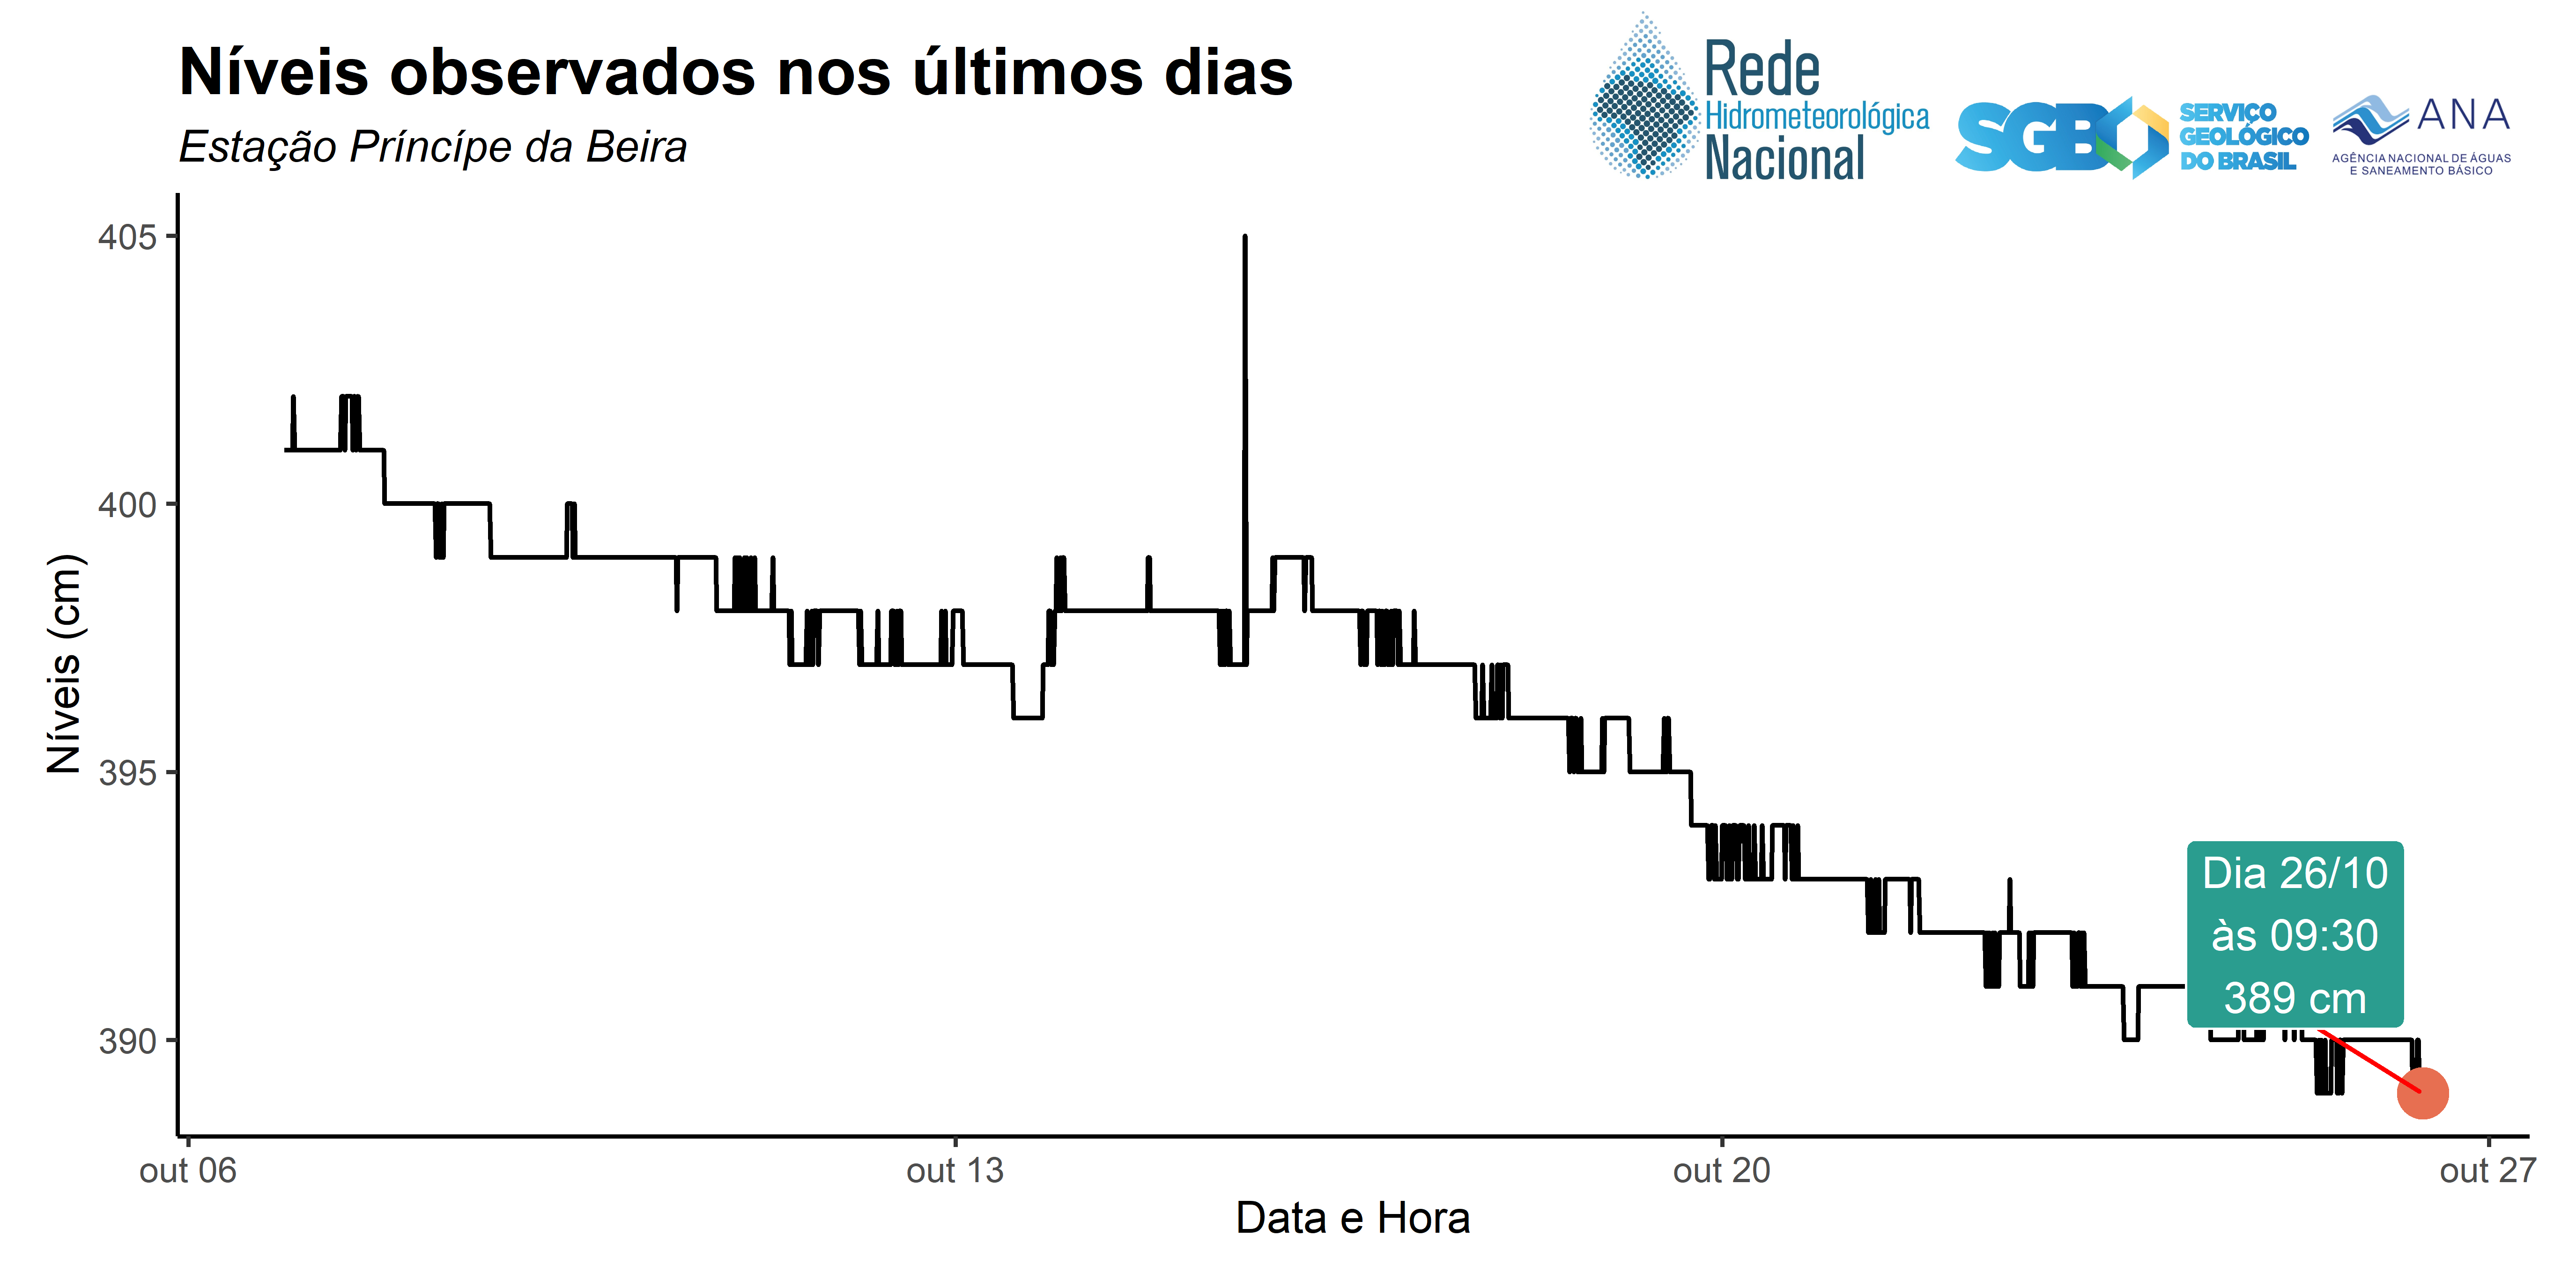 Níveis observados nos últimos dias
Estação Príncípe da Beira
Rede
Hidrometeorológica
Nacional
SGB
SERVIÇO
GEOLÓGICO
DO BRASIL
ANA
AGÊNCIA NACIONAL DE ÁGUAS
E SANEAMENTO BÁSICO
Níveis (cm)
405
400
395
390
Dia 26/10
às 09:30
389 cm
out 06
out 13
out 20
out 27
Data e Hora